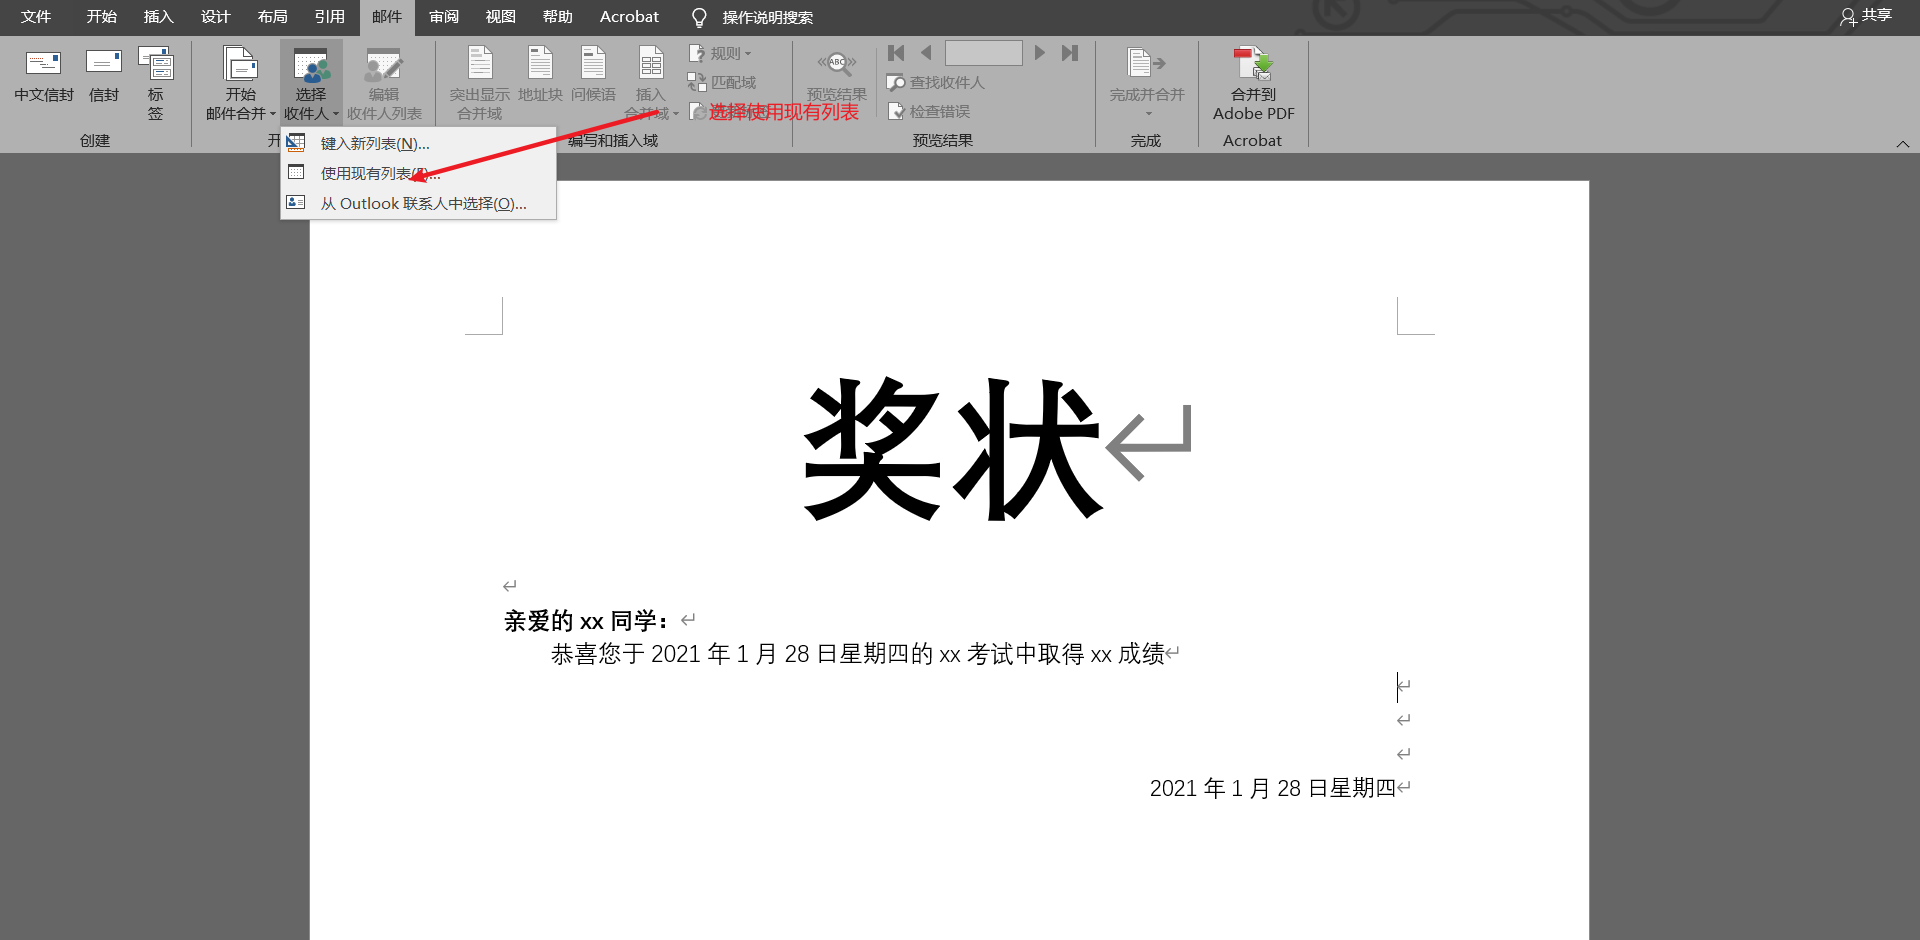 文件 开始 插入 设计 布局 引用 邮件 审阅 视图 帮助 Acrobat 操作说明搜索 共享
中文信封 信封 标签 开始邮件合并 选择收件人 编辑收件人列表 突出显示合并域 地址块 问候语 插入合并域 规则
匹配域
选择使用现有列表
预览结果
查找收件人
检查错误
完成并合并 合并到Adobe PDF
创建 开 编写和插入域 预览结果 完成 Acrobat
键入新列表(N)...
使用现有列表(E)...
从 Outlook 联系人中选择(O)...
奖状
亲爱的 xx 同学：
恭喜您于 2021 年 1 月 28 日星期四的 xx 考试中取得 xx 成绩
2021 年 1 月 28 日星期四